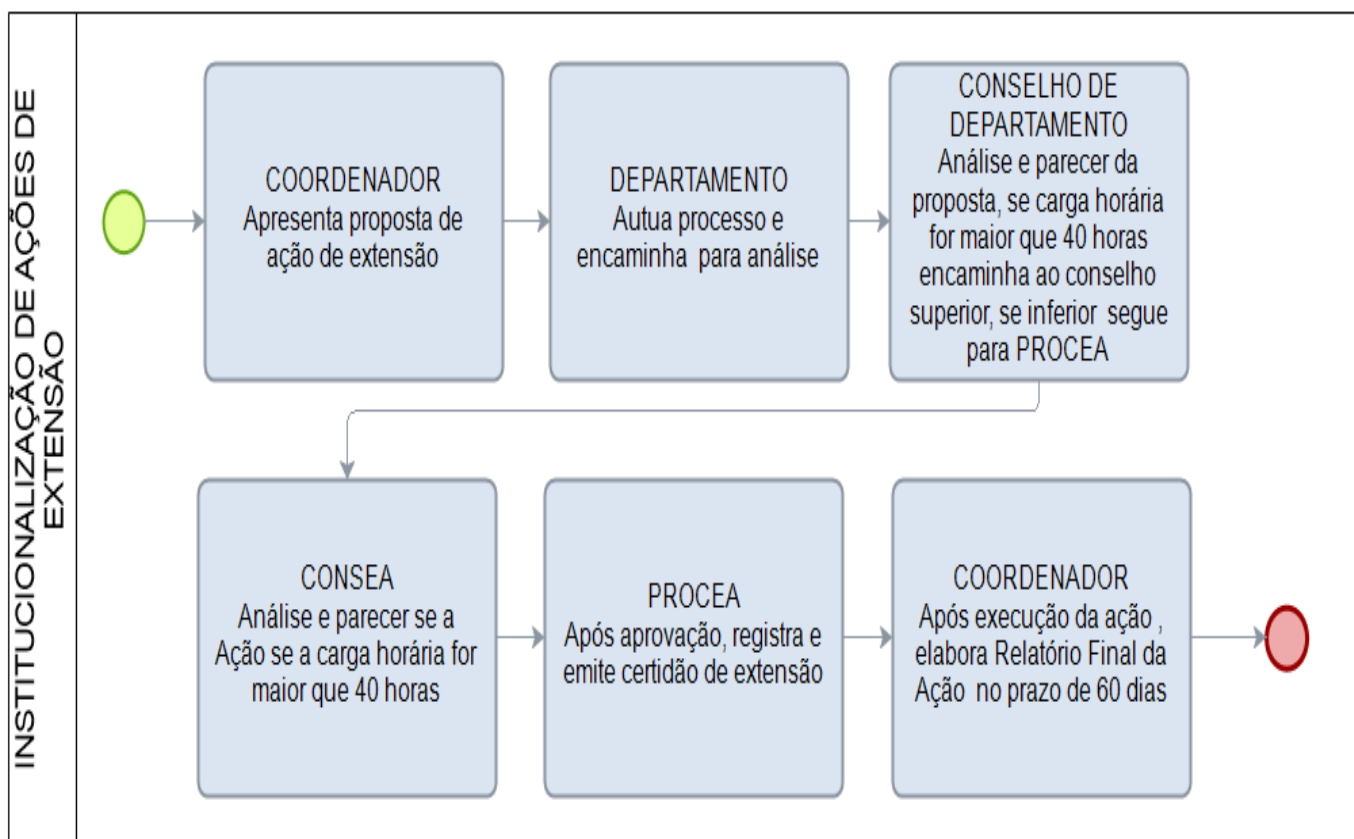 INSTITUCIONALIZAÇÃO DE AÇÕES DE
EXTENSÃO
COORDENADOR
Apresenta proposta de
ação de extensão
DEPARTAMENTO
Autua processo e
encaminha para análise
CONSELHO DE
DEPARTAMENTO
Análise e parecer da
proposta, se carga horária
for maior que 40 horas
encaminha ao conselho
superior, se inferior segue
para PROCEA
CONSEA
Análise e parecer se a
Ação se a carga horária for
maior que 40 horas
PROCEA
Após aprovação, registra e
emite certidão de extensão
COORDENADOR
Após execução da ação ,
elabora Relatório Final da
Ação no prazo de 60 dias